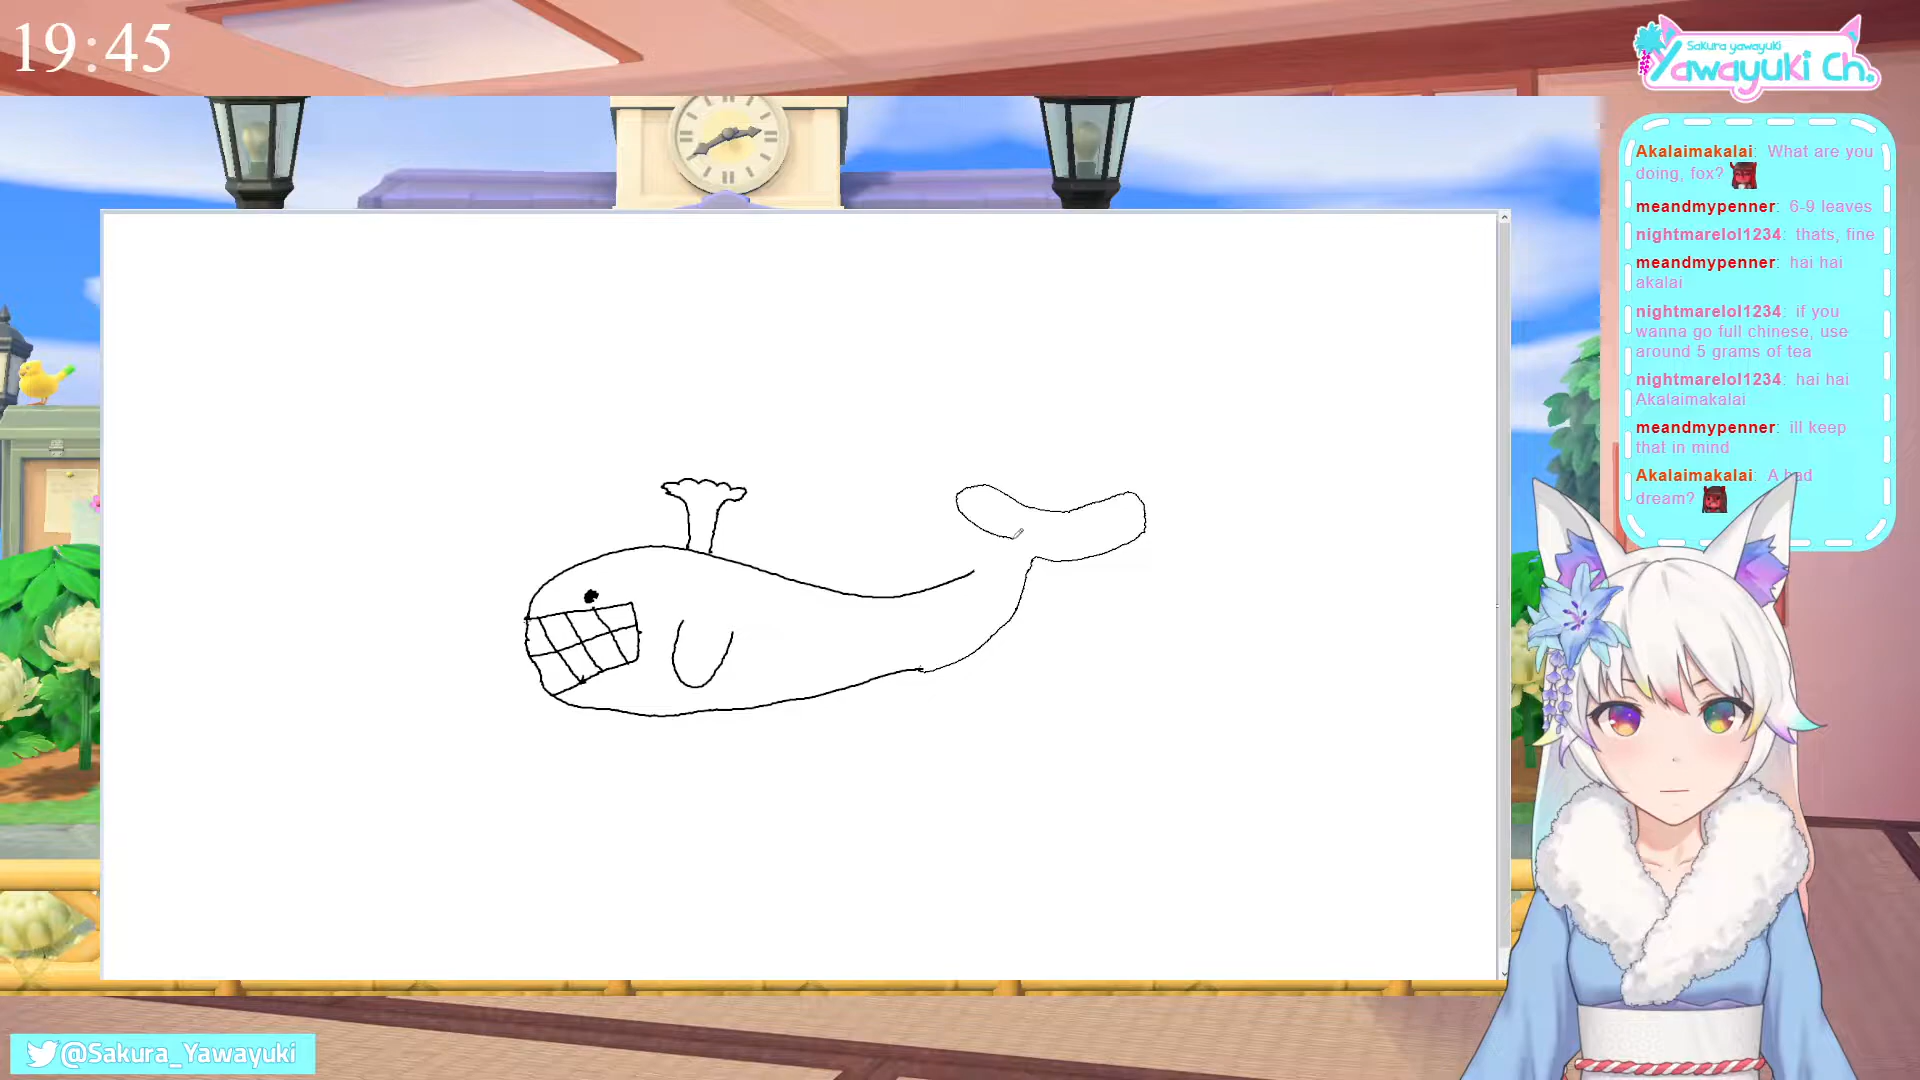 19:45
Sakura yawayuki
Yawayuki Ch.
Akalaimakalai: What are you
doing, fox?
meandmypenner: 6-9 leaves
nightmarelol1234: thats, fine
meandmypenner: hai hai
akalai
nightmarelol1234: if you
wanna go full chinese, use
around 5 grams of tea
nightmarelol1234: hai hai
Akalaimakalai
meandmypenner: ill keep
that in mind
Akalaimakalai: A bad
dream?
@Sakura_Yawayuki